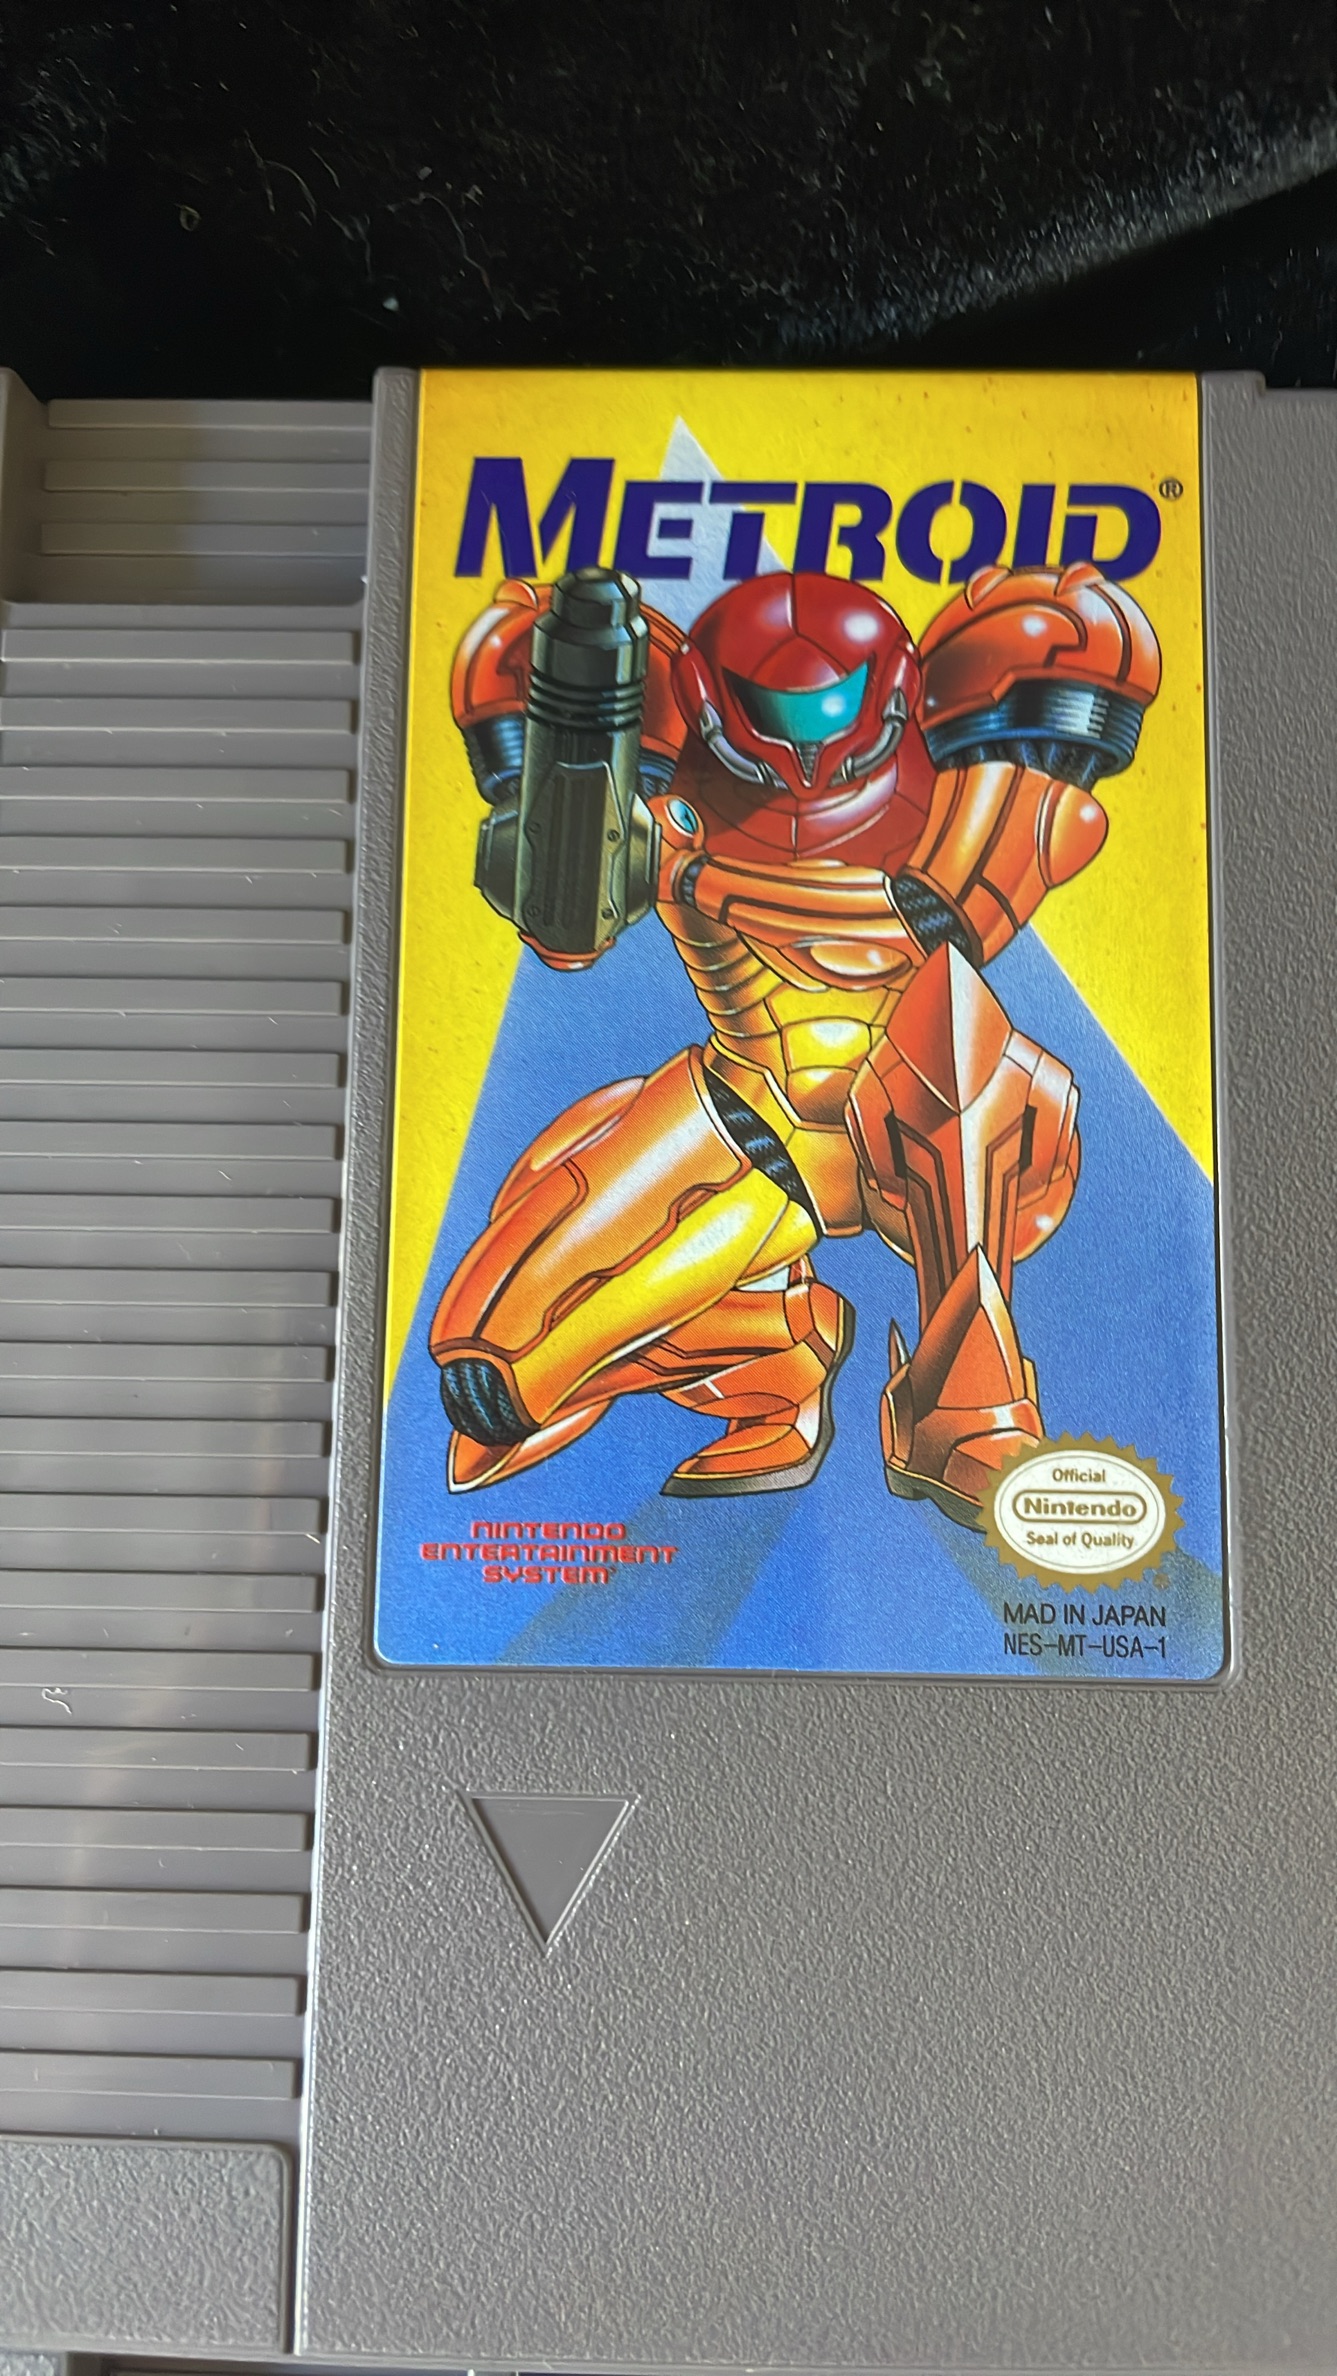 METROID®
NINTENDO
ENTERTAINMENT
SYSTEM
Official
Nintendo
Seal of Quality
MAD IN JAPAN
NES-MT-USA-1